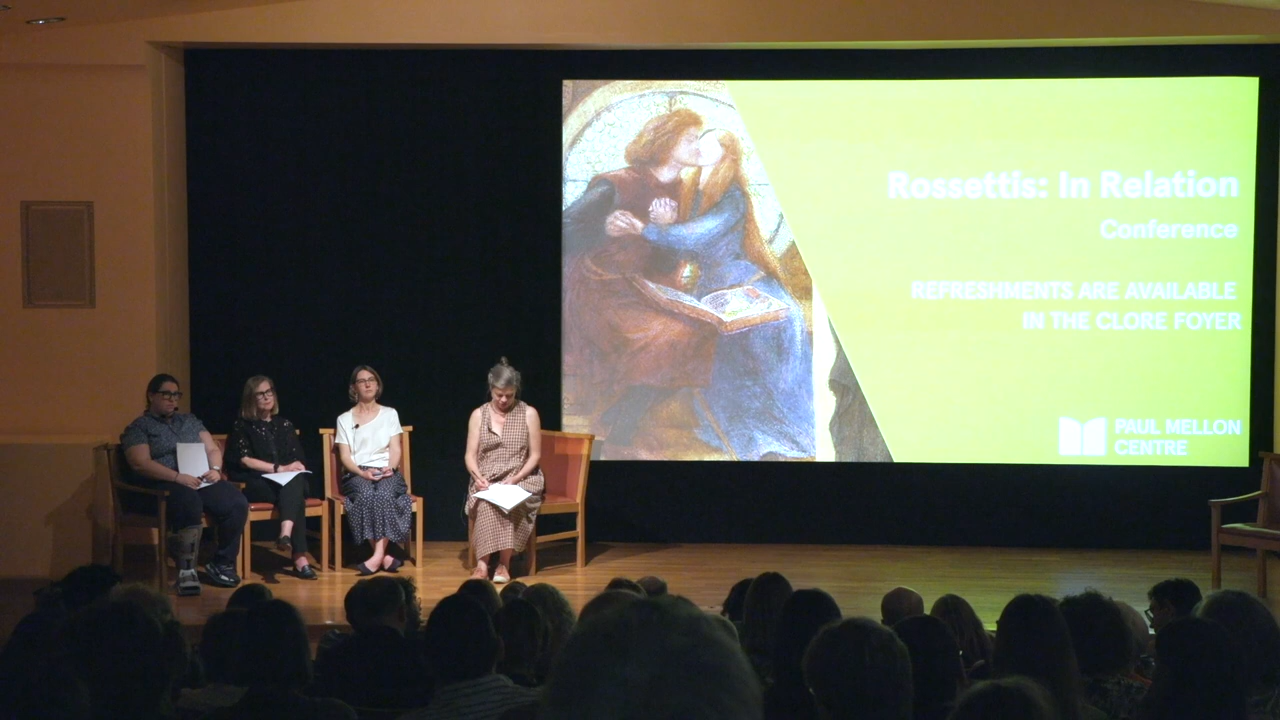 Rossettis: In Relation
Conference
REFRESHMENTS ARE AVAILABLE
IN THE CLORE FOYER
PAUL MELLON
CENTRE